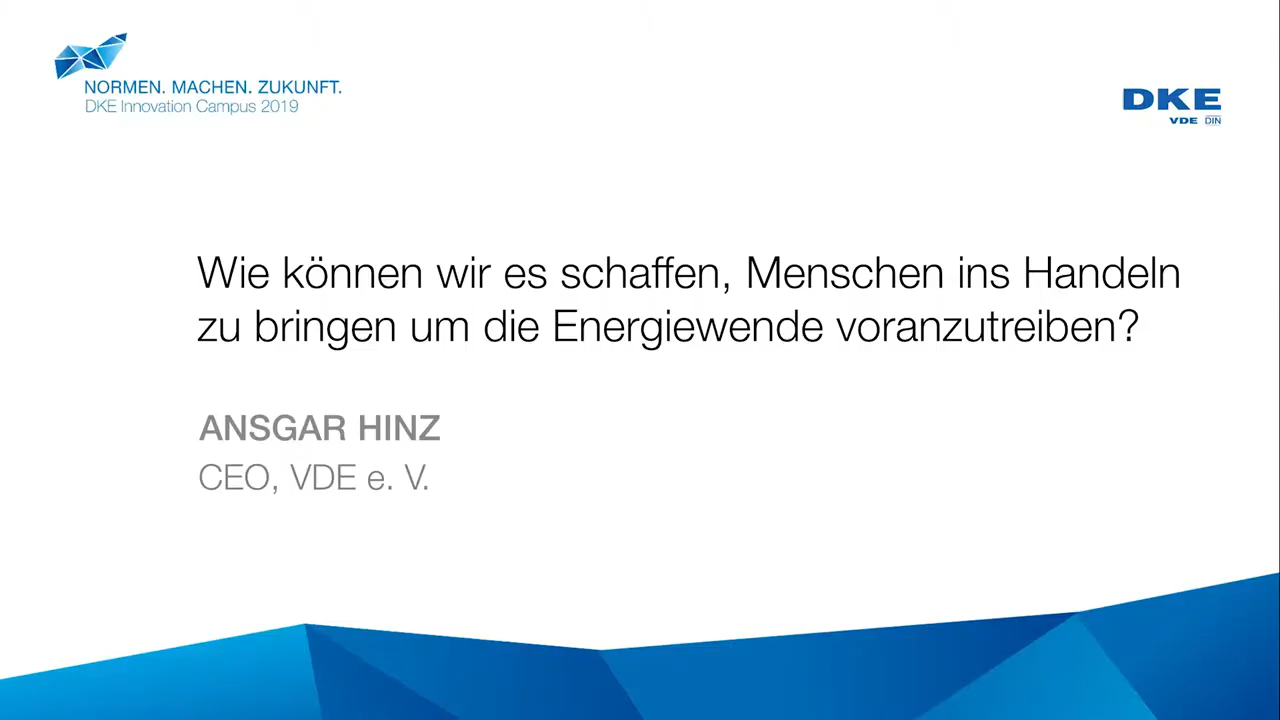 NORMEN. MACHEN. ZUKUNFT.
DKE Innovation Campus 2019
DKE
VDE DIN
Wie können wir es schaffen, Menschen ins Handeln
zu bringen um die Energiewende voranzutreiben?
ANSGAR HINZ
CEO, VDE e. V.